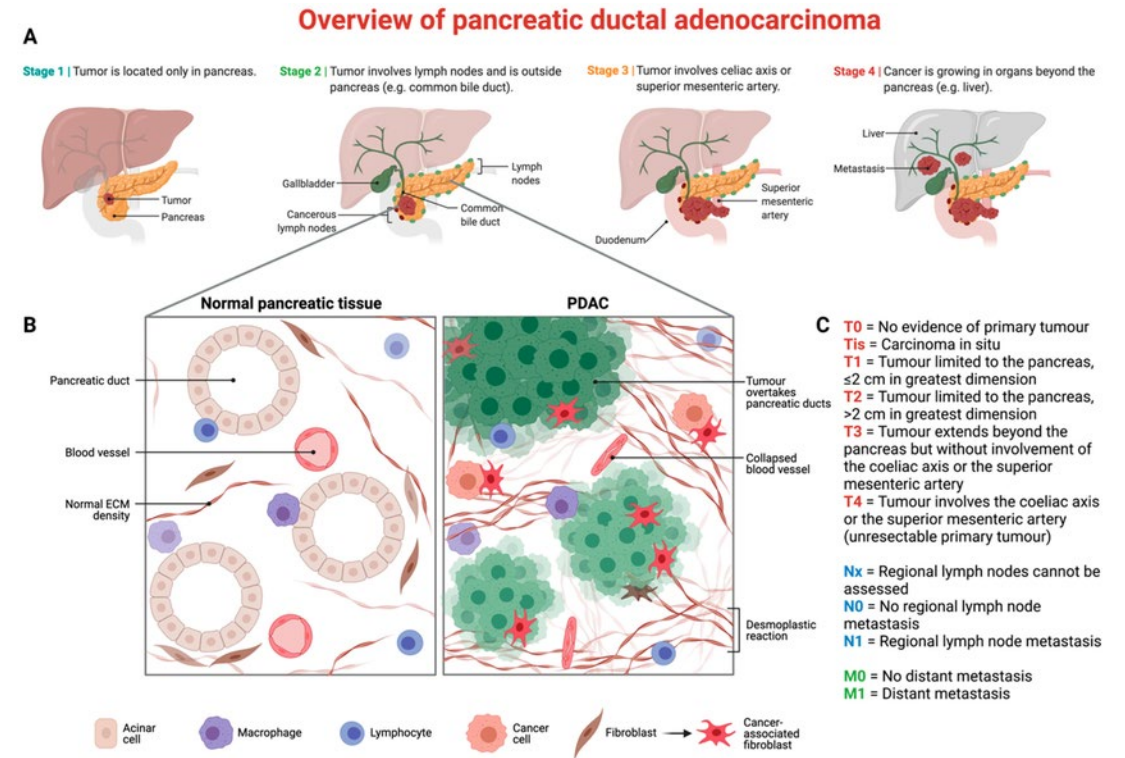 Overview of pancreatic ductal adenocarcinoma
A
Stage 1 | Tumor is located only in pancreas.
Stage 2 | Tumor involves lymph nodes and is outside
pancreas (e.g. common bile duct).
Stage 3 | Tumor involves celiac axis or
superior mesenteric artery.
Stage 4 | Cancer is growing in organs beyond the
pancreas (e.g. liver).
Tumor
Pancreas
Gallbladder
Cancerous
lymph nodes
Lymph
nodes
Common
bile duct
Superior
mesenteric
artery
Duodenum
Liver
Metastasis
B
Normal pancreatic tissue
PDAC
Pancreatic duct
Blood vessel
Normal ECM
density
Tumour
overtakes
pancreatic ducts
Collapsed
blood vessel
Desmoplastic
reaction
Acinar
cell
Macrophage
Lymphocyte
Cancer
cell
Fibroblast
Cancer-
associated
fibroblast
C
T0 = No evidence of primary tumour
Tis = Carcinoma in situ
T1 = Tumour limited to the pancreas,
≤2 cm in greatest dimension
T2 = Tumour limited to the pancreas,
>2 cm in greatest dimension
T3 = Tumour extends beyond the
pancreas but without involvement of
the coeliac axis or the superior
mesenteric artery
T4 = Tumour involves the coeliac axis
or the superior mesenteric artery
(unresectable primary tumour)
Nx = Regional lymph nodes cannot be
assessed
N0 = No regional lymph node
metastasis
N1 = Regional lymph node metastasis
M0 = No distant metastasis
M1 = Distant metastasis